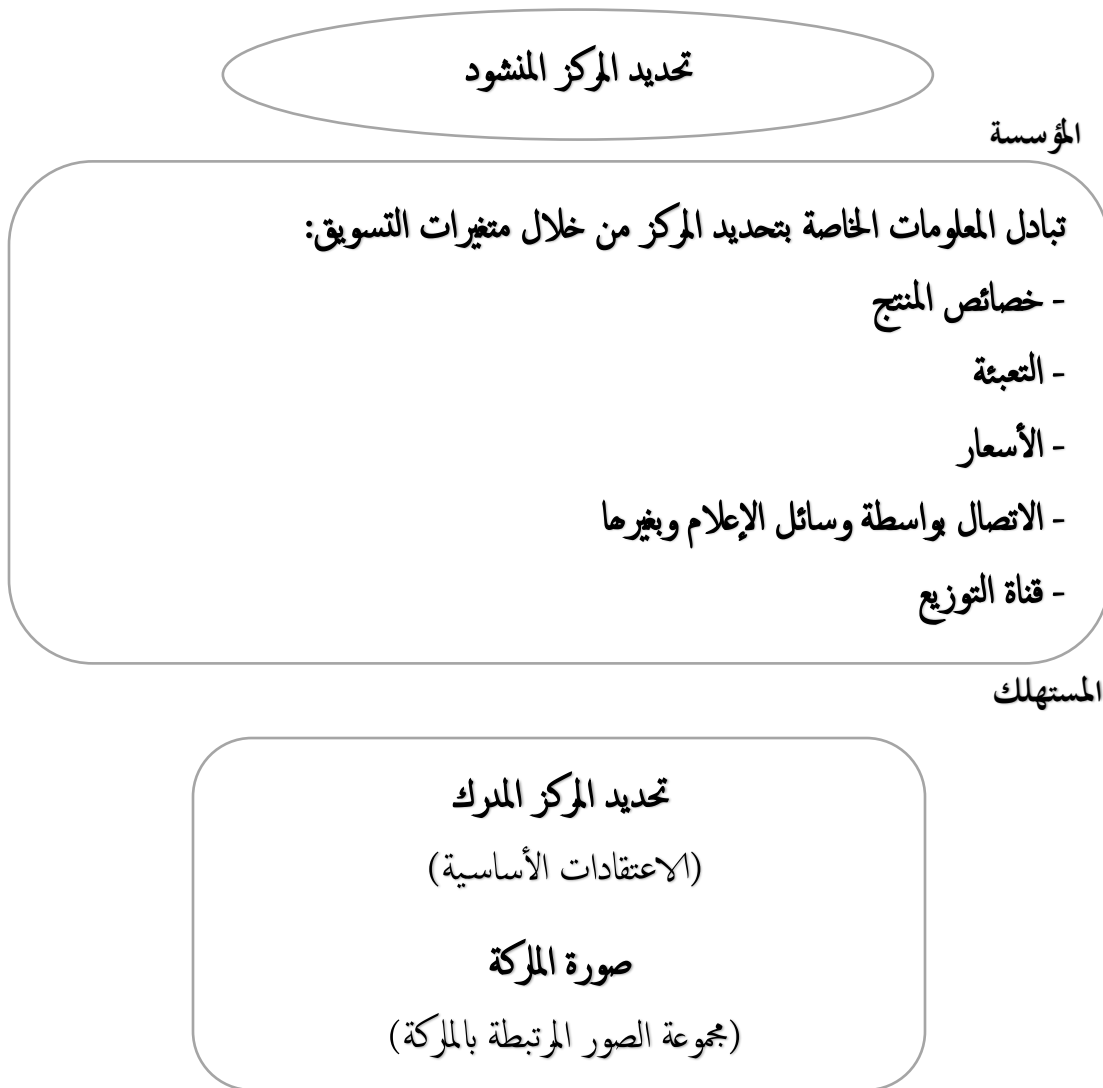 تحديد المركز المنشود
المؤسسة
تبادل المعلومات الخاصة بتحديد المركز من خلال متغيرات التسويق:
- خصائص المنتج
- التعبئة
- الأسعار
- الاتصال بواسطة وسائل الإعلام وبغيرها
- قناة التوزيع
المستهلك
تحديد المركز المدرك
(الاعتقادات الأساسية)
صورة الماركة
(مجموعة الصور المرتبطة بالماركة)